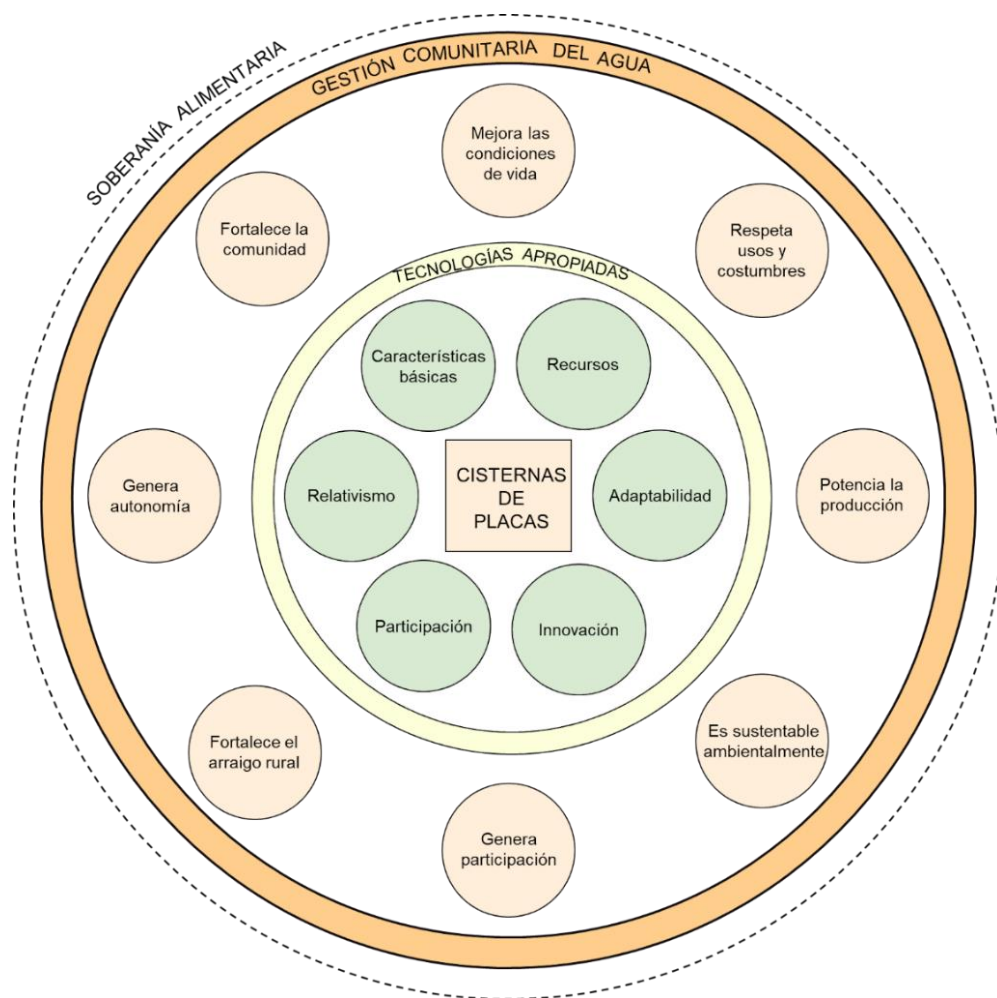 SOBERANÍA ALIMENTARIA
GESTIÓN COMUNITARIA DEL AGUA
Mejora las
condiciones
de vida
Fortalece la
comunidad
Respeta
usos y
costumbres
TECNOLOGÍAS APROPIADAS
Características
básicas
Recursos
Genera
autonomía
Relativismo
CISTERNAS
DE
PLACAS
Adaptabilidad
Potencia la
producción
Participación
Innovación
Fortalece el
arraigo rural
Es sustentable
ambientalmente
Genera
participación